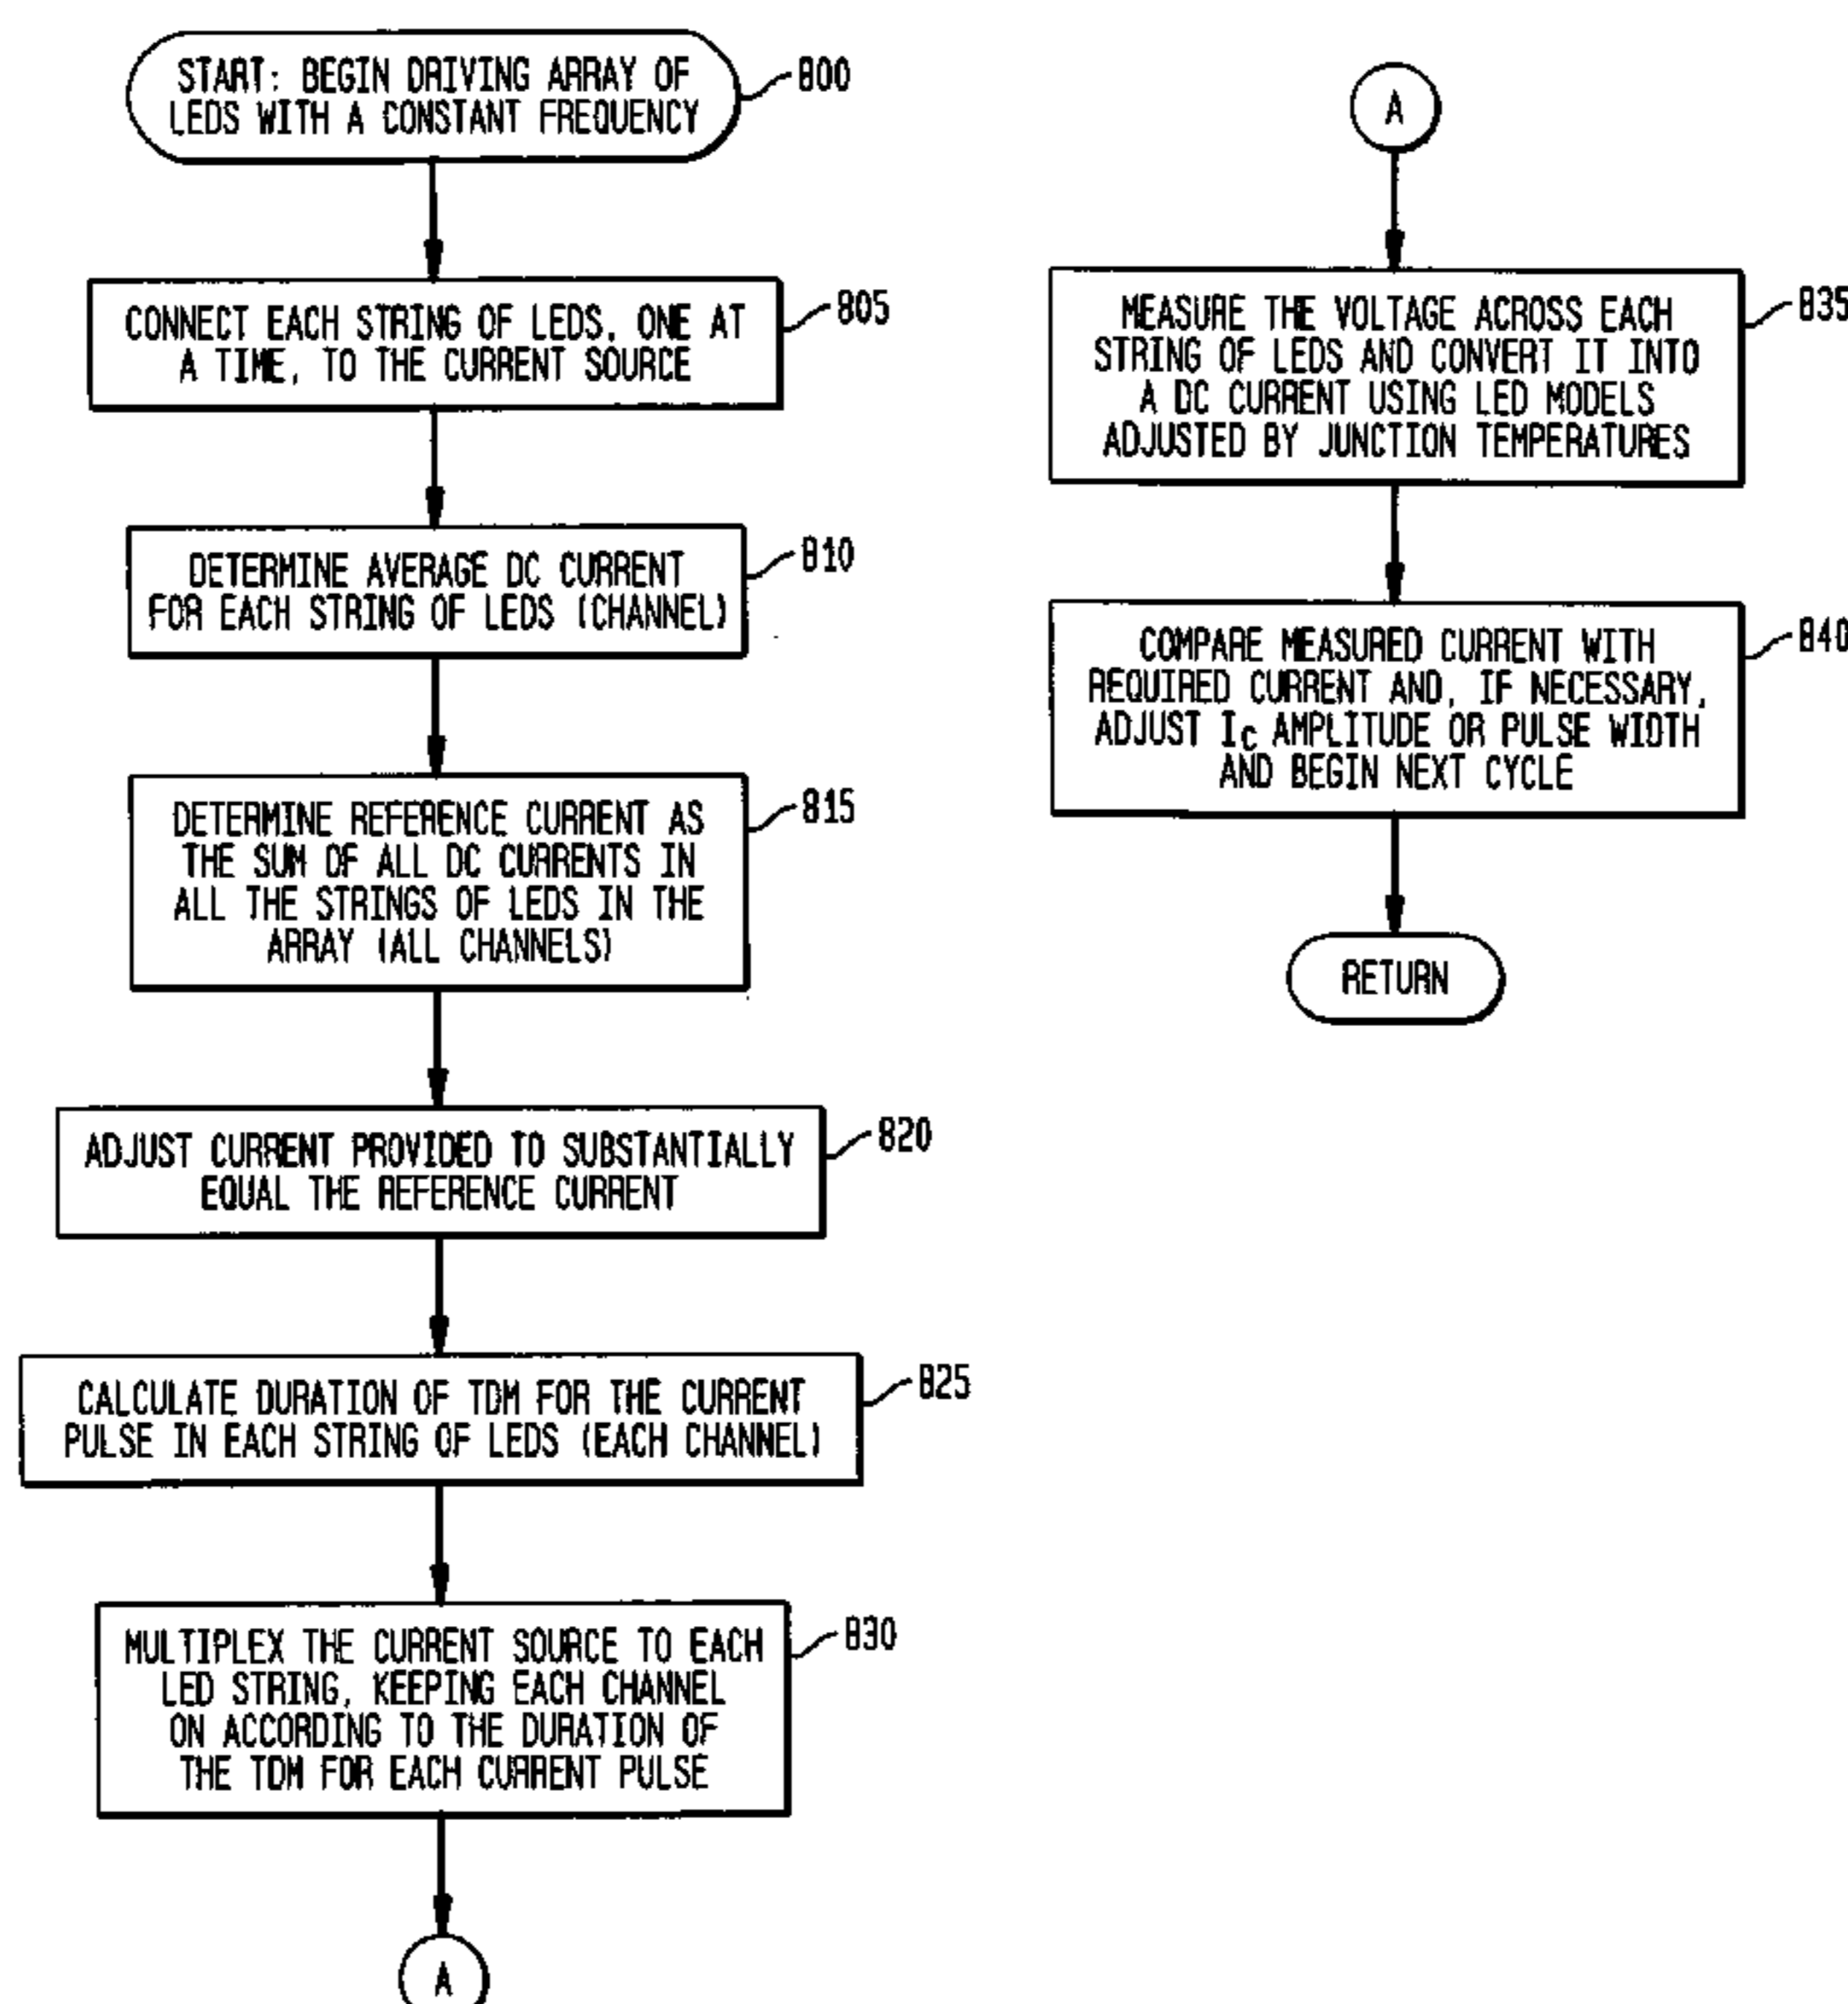 START: BEGIN DRIVING ARRAY OF
LEDS WITH A CONSTANT FREQUENCY
800
CONNECT EACH STRING OF LEDS, ONE AT
A TIME, TO THE CURRENT SOURCE
805
DETERMINE AVERAGE DC CURRENT
FOR EACH STRING OF LEDS (CHANNEL)
810
DETERMINE REFERENCE CURRENT AS
THE SUM OF ALL DC CURRENTS IN
ALL THE STRINGS OF LEDS IN THE
ARRAY (ALL CHANNELS)
815
ADJUST CURRENT PROVIDED TO SUBSTANTIALLY
EQUAL THE REFERENCE CURRENT
820
CALCULATE DURATION OF TDM FOR THE CURRENT
PULSE IN EACH STRING OF LEDS (EACH CHANNEL)
825
MULTIPLEX THE CURRENT SOURCE TO EACH
LED STRING, KEEPING EACH CHANNEL
ON ACCORDING TO THE DURATION OF
THE TDM FOR EACH CURRENT PULSE
830
A
A
MEASURE THE VOLTAGE ACROSS EACH
STRING OF LEDS AND CONVERT IT INTO
A DC CURRENT USING LED MODELS
ADJUSTED BY JUNCTION TEMPERATURES
835
COMPARE MEASURED CURRENT WITH
REQUIRED CURRENT AND, IF NECESSARY,
ADJUST Ic AMPLITUDE OR PULSE WIDTH
AND BEGIN NEXT CYCLE
840
RETURN